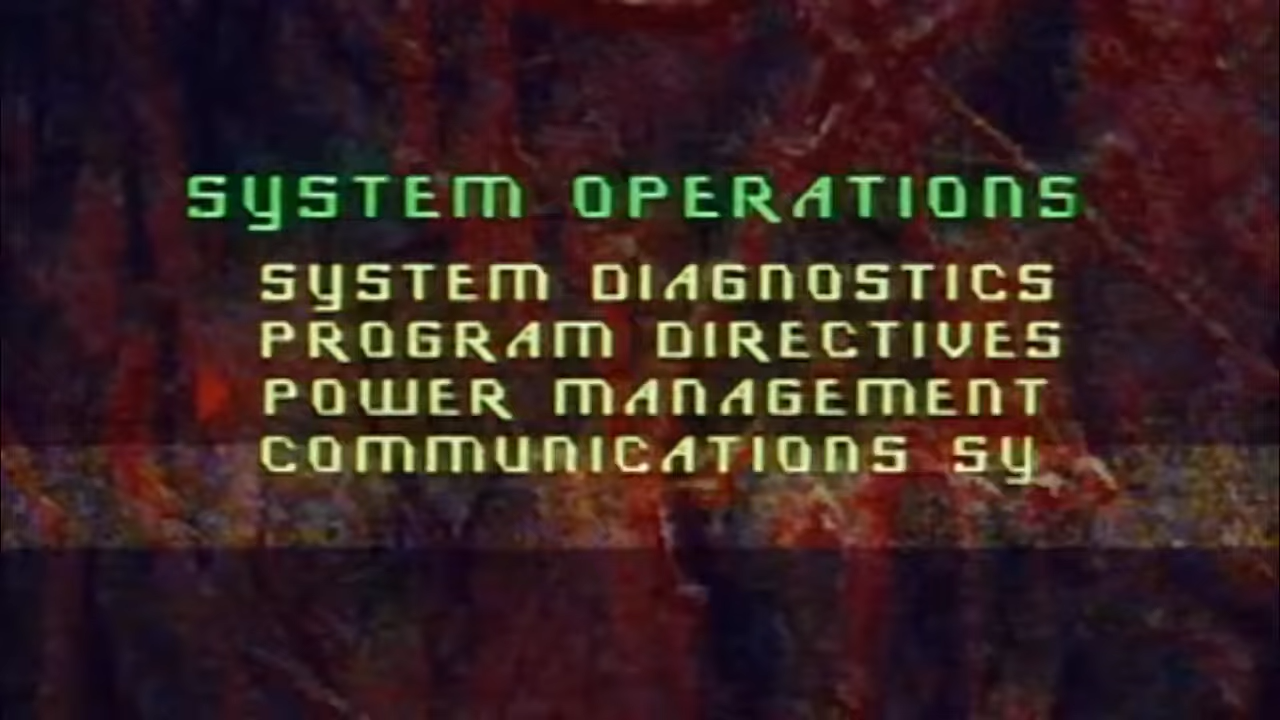 SYSTEM OPERATIONS
SYSTEM DIAGNOSTICS
PROGRAM DIRECTIVES
POWER MANAGEMENT
COMMUNICATIONS SY